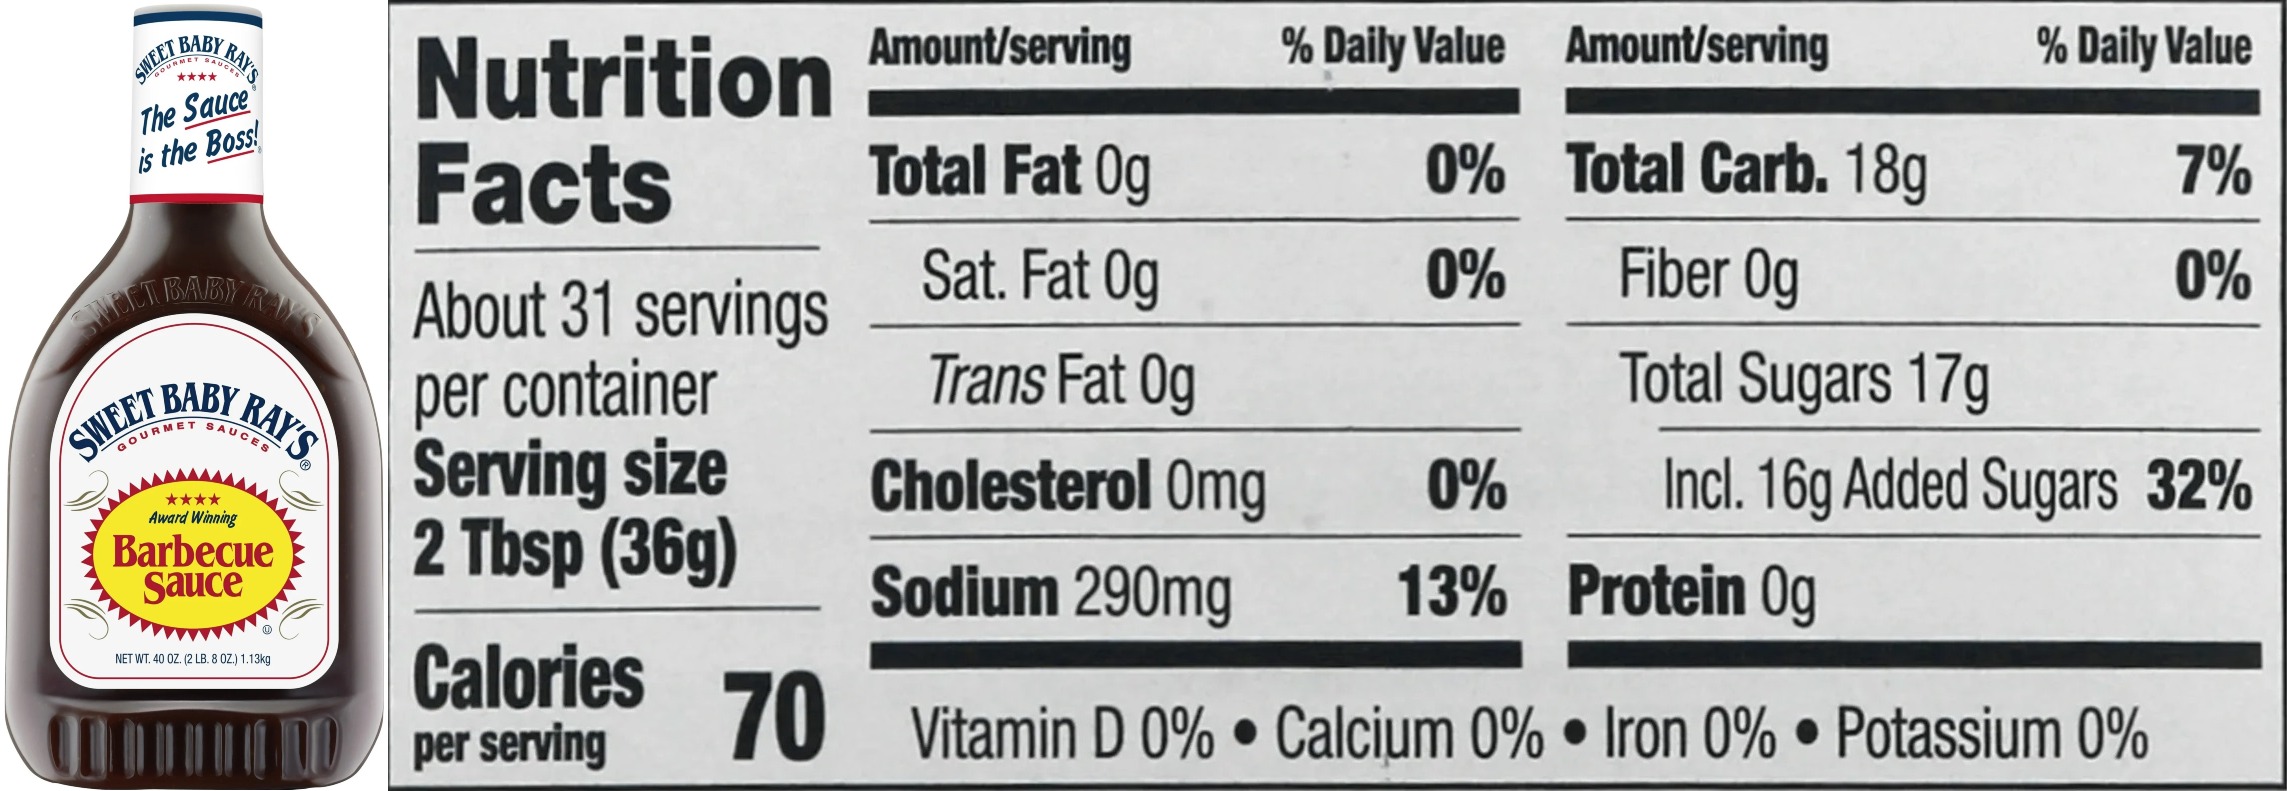 SWEET BABY RAY'S®
GOURMET SAUCES
The Sauce
is the Boss!
SWEET BABY RAY'S
SWEET BABY RAY'S®
GOURMET SAUCES
Award Winning
Barbecue
Sauce
U
NET WT. 40 OZ. (2 LB. 8 OZ.) 1.13kg
Nutrition
Facts
About 31 servings
per container
Serving size
2 Tbsp (36g)
Calories
per serving
70
Amount/serving % Daily Value
Total Fat 0g 0%
Sat. Fat 0g 0%
Trans Fat 0g
Cholesterol 0mg 0%
Sodium 290mg 13%
Amount/serving % Daily Value
Total Carb. 18g 7%
Fiber 0g 0%
Total Sugars 17g
Incl. 16g Added Sugars 32%
Protein 0g
Vitamin D 0% • Calcium 0% • Iron 0% • Potassium 0%